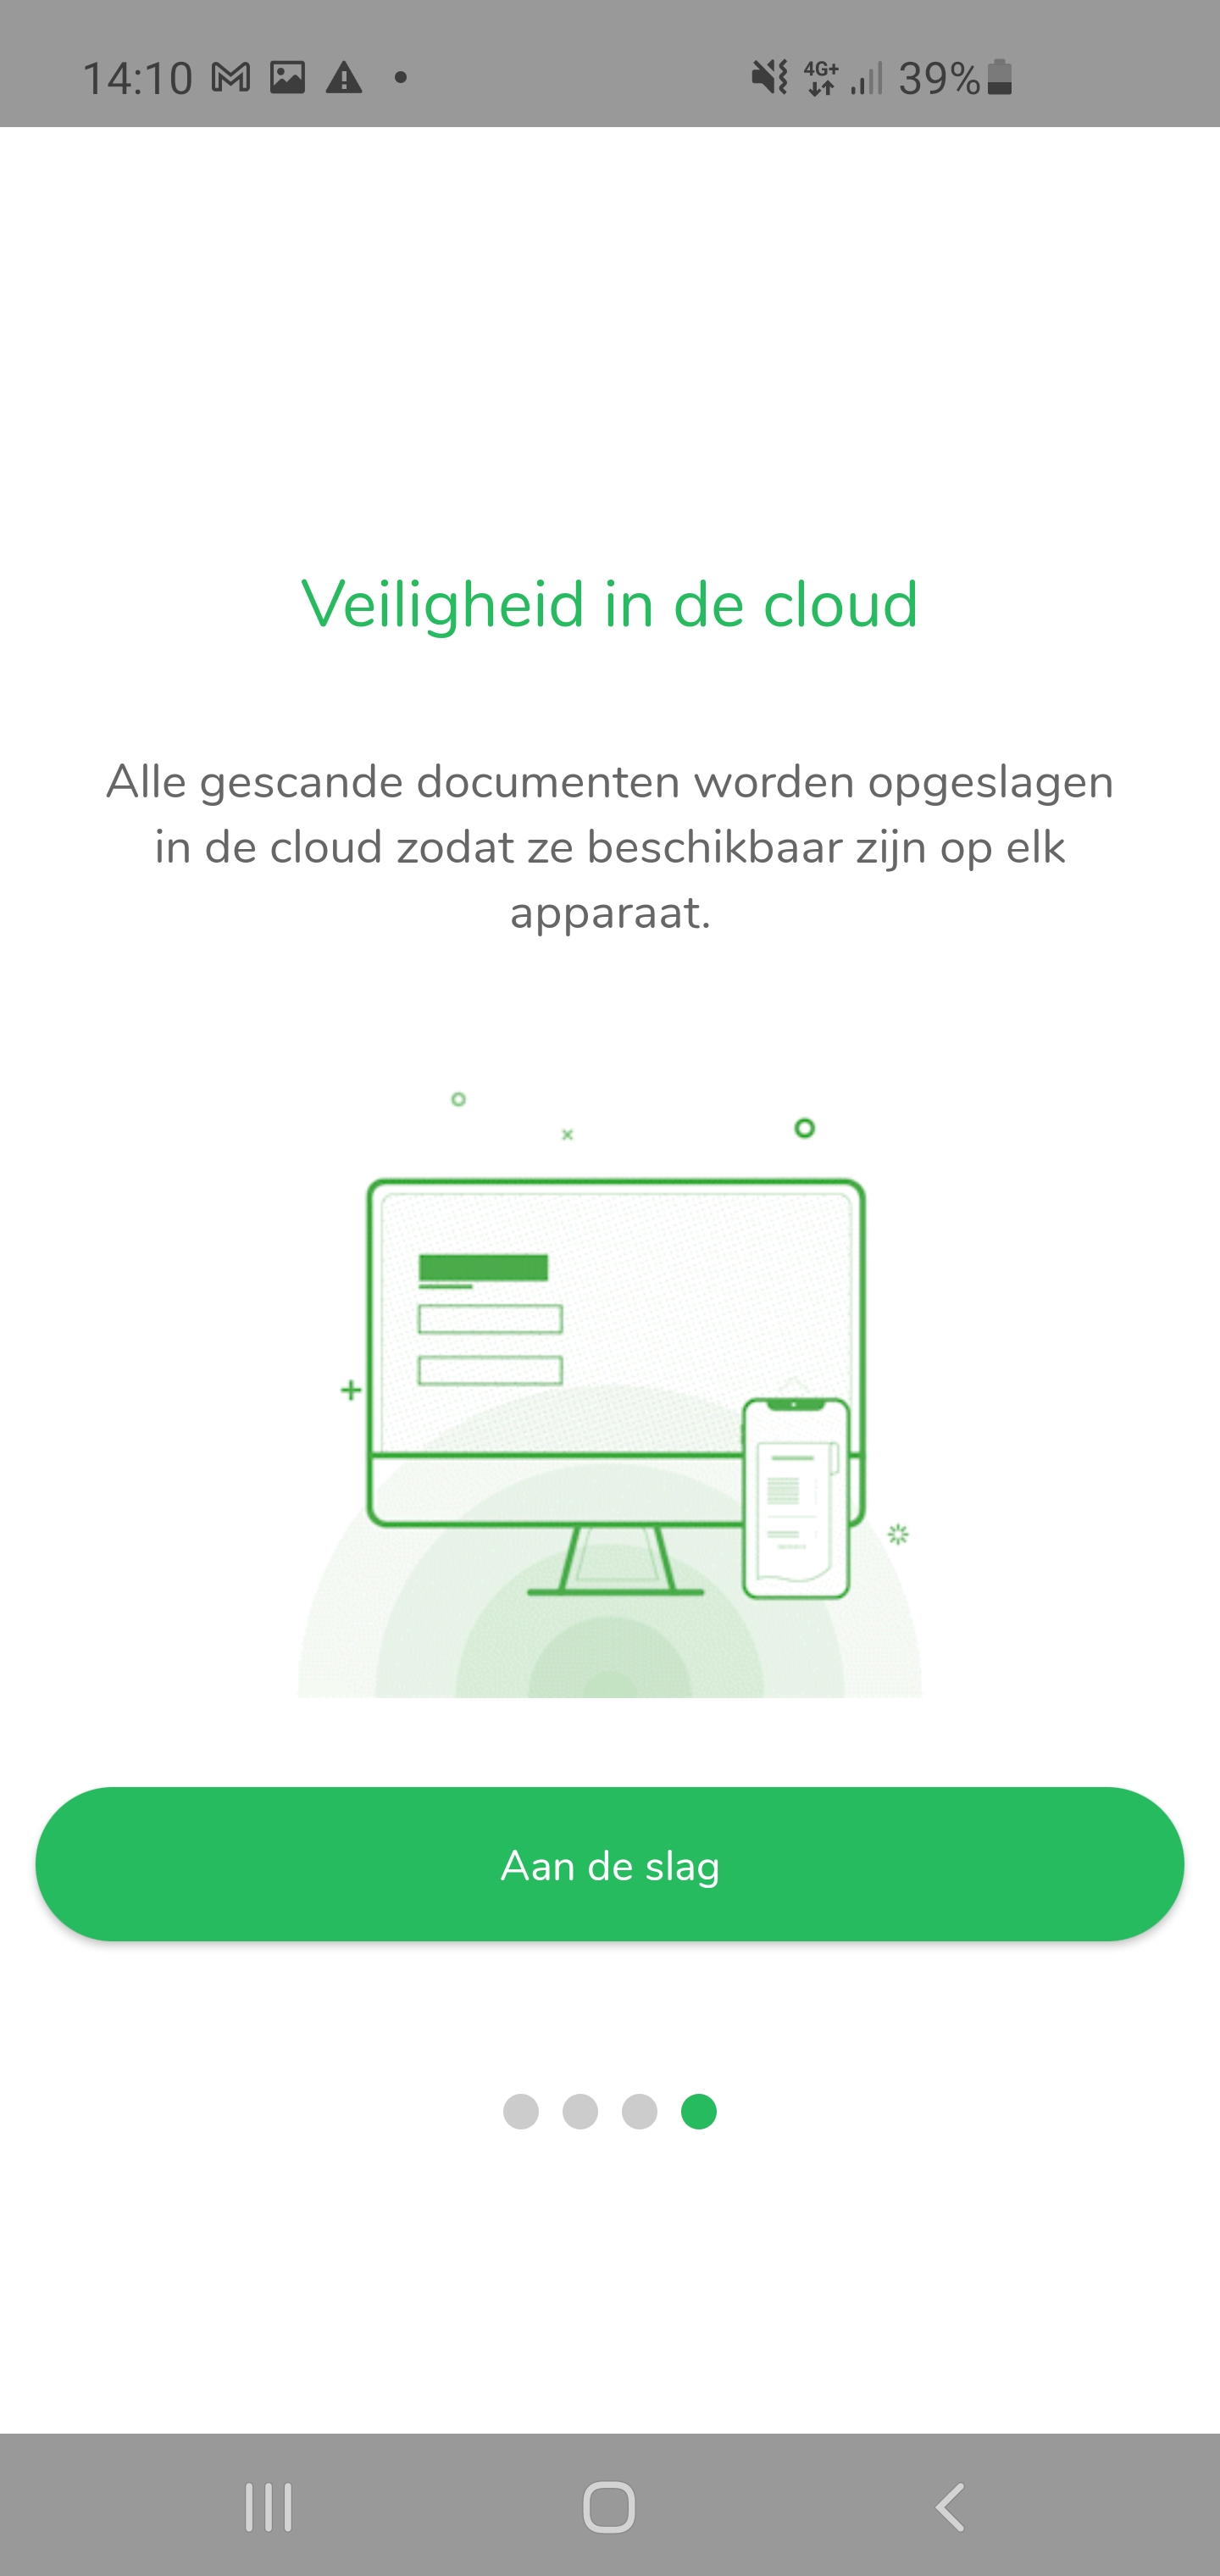 14:10 4G+ 39%
Veiligheid in de cloud
Alle gescande documenten worden opgeslagen
in de cloud zodat ze beschikbaar zijn op elk
apparaat.
Aan de slag